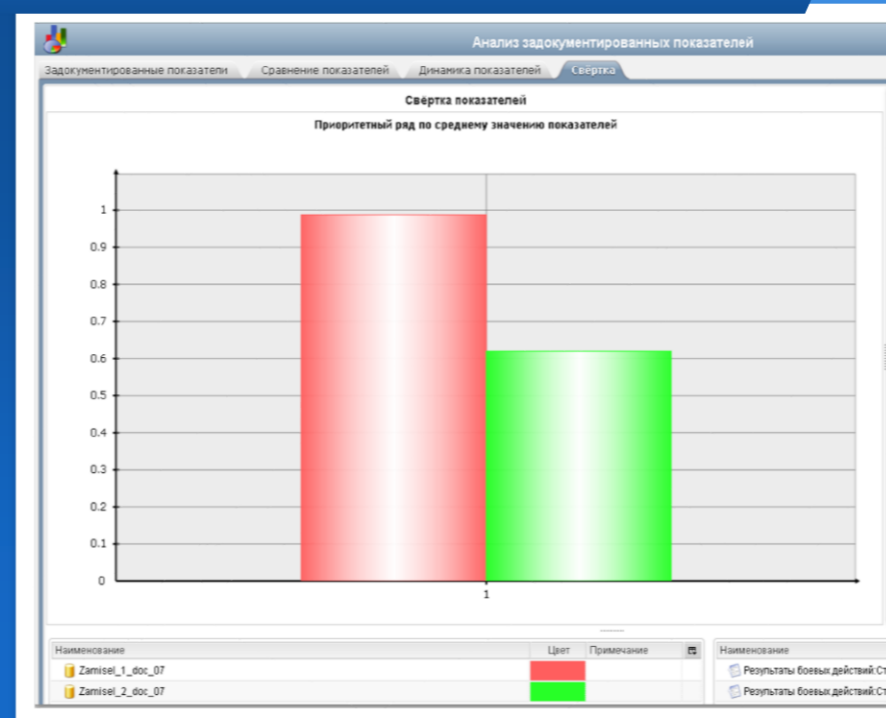 Анализ задокументированных показателей
Задокументированные показатели Сравнение показателей Динамика показателей Свёртка
Свёртка показателей
Приоритетный ряд по среднему значению показателей
1
0.9
0.8
0.7
0.6
0.5
0.4
0.3
0.2
0.1
0
1
Наименование Цвет Примечание Наименование
Zamisel_1_doc_07 Результаты боевых действий:Ст
Zamisel_2_doc_07 Результаты боевых действий:Ст